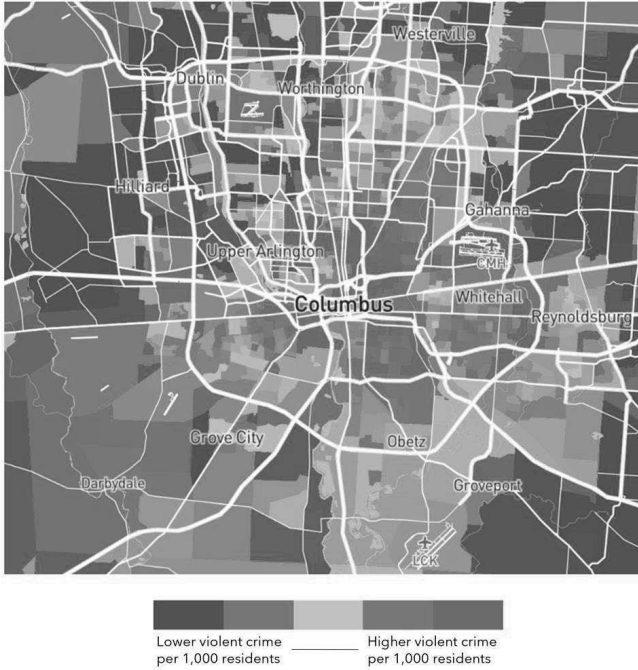 Westerville
Dublin
Worthington
Hilliard
Gahanna
Upper Arlington
CMH
Whitehall
Columbus
Reynoldsburg
Grove City
Obetz
Darbydale
Groveport
LCK
Lower violent crime
per 1,000 residents
Higher violent crime
per 1,000 residents